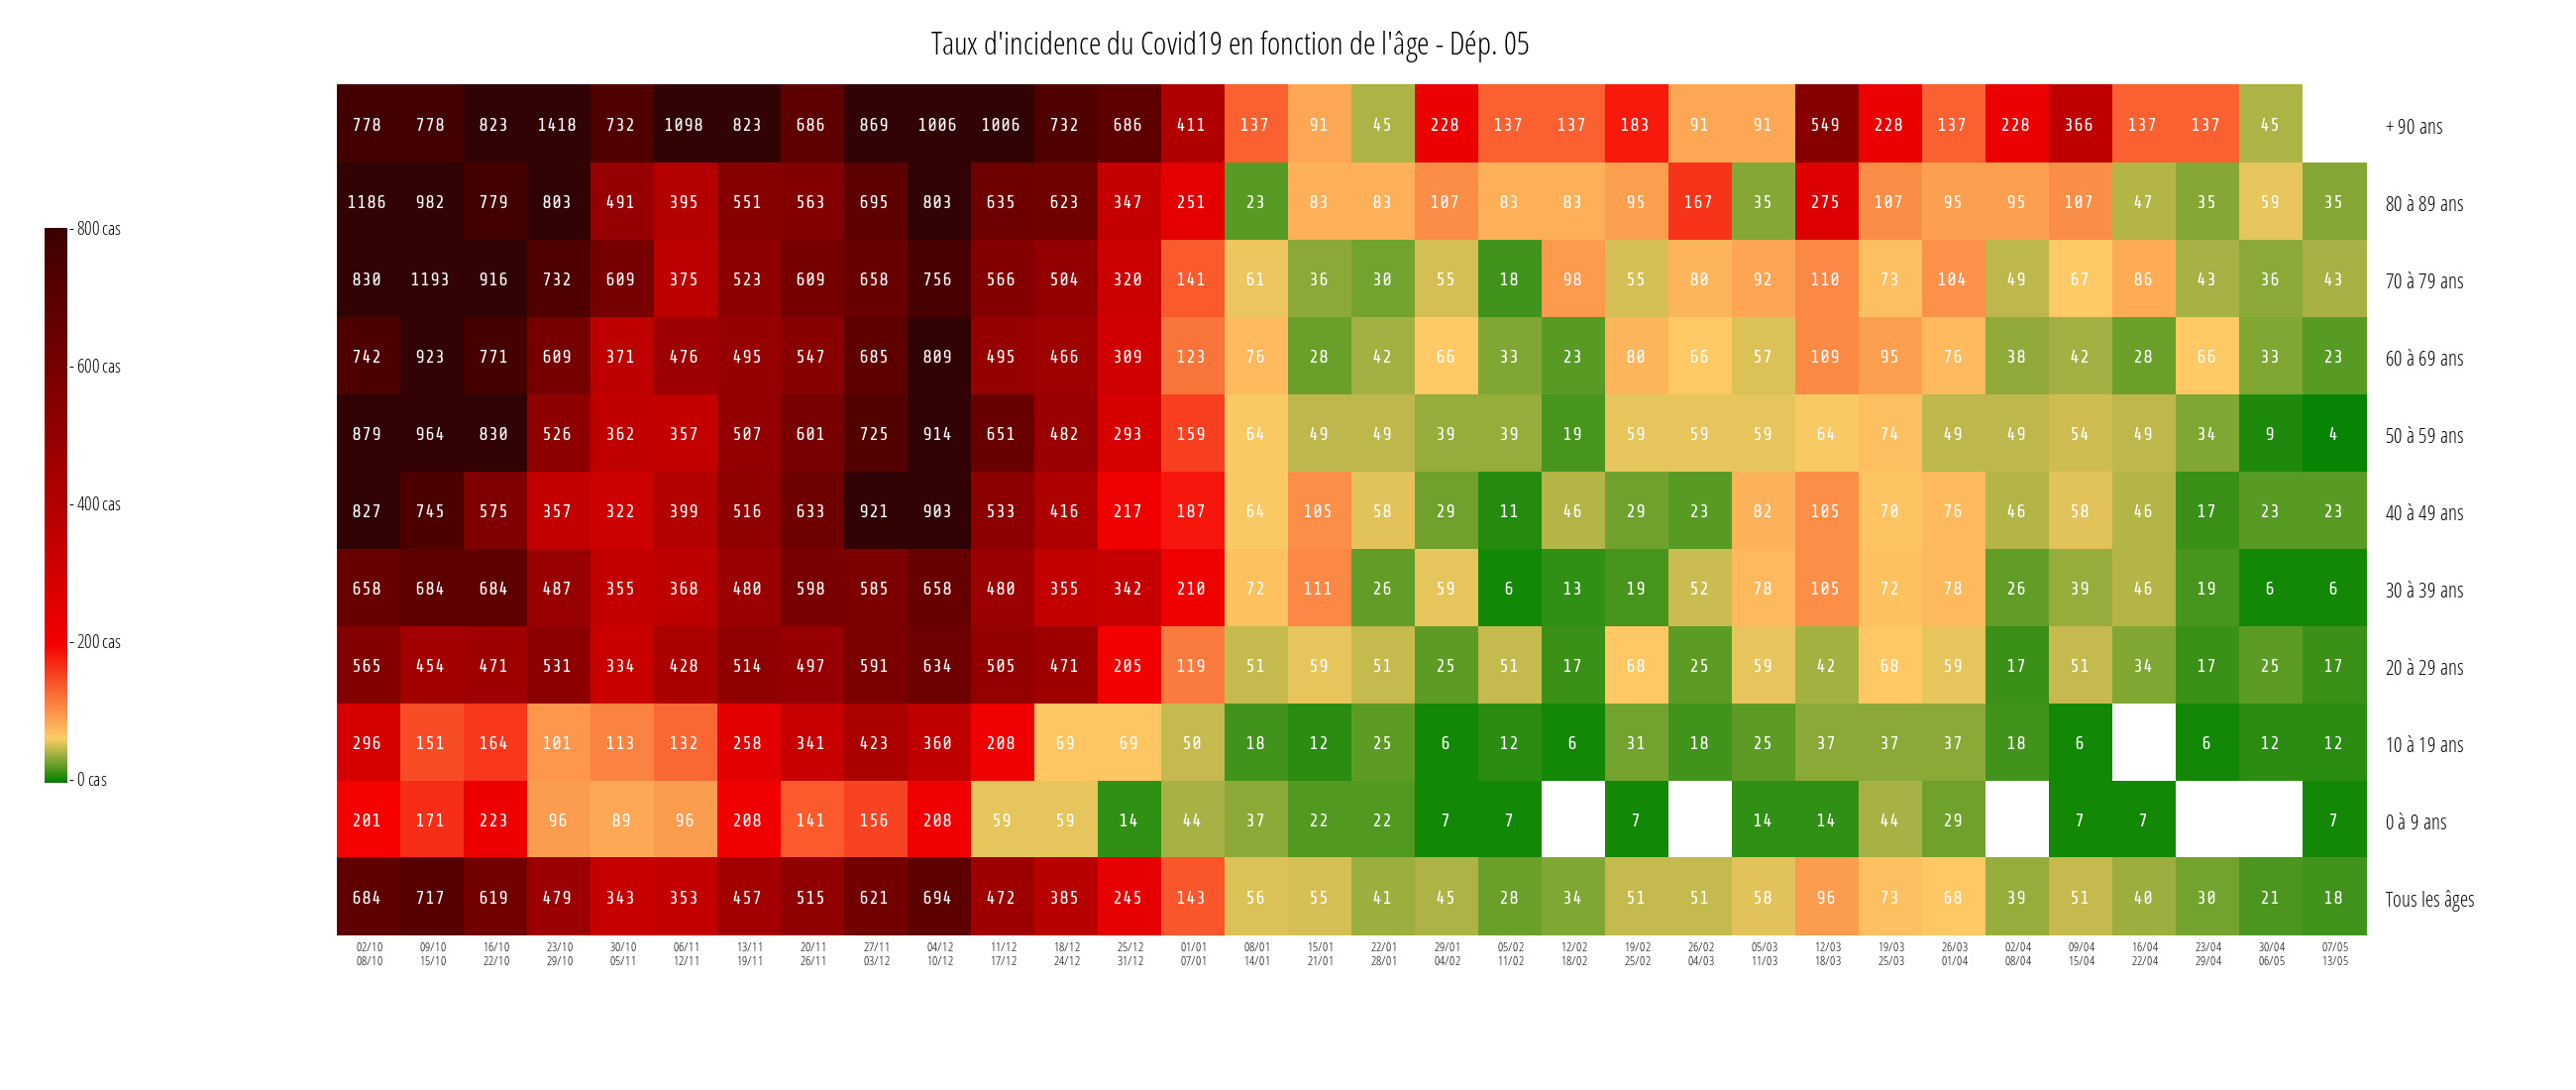 Taux d'incidence du Covid19 en fonction de l'âge - Dép. 05
778 778 823 1418 732 1098 823 686 869 1006 1006 732 686 411 137 91 45 228 137 137 183 91 91 549 228 137 228 366 137 137 45 + 90 ans
1186 982 779 803 491 395 551 563 695 803 635 623 347 251 23 83 83 107 83 83 95 167 35 275 107 95 95 107 47 35 59 35 80 à 89 ans
- 800 cas
830 1193 916 732 609 375 523 609 658 756 566 504 320 141 61 36 30 55 18 98 55 80 92 110 73 104 49 67 86 43 36 43 70 à 79 ans
742 923 771 609 371 476 495 547 685 809 495 466 309 123 76 28 42 66 33 23 80 66 57 109 95 76 38 42 28 66 33 23 60 à 69 ans
- 600 cas
879 964 830 526 362 357 507 601 725 914 651 482 293 159 64 49 49 39 39 19 59 59 59 64 74 49 49 54 49 34 9 4 50 à 59 ans
- 400 cas
827 745 575 357 322 399 516 633 921 903 533 416 217 187 64 105 58 29 11 46 29 23 82 105 70 76 46 58 46 17 23 23 40 à 49 ans
658 684 684 487 355 368 480 598 585 658 480 355 342 210 72 111 26 59 6 13 19 52 78 105 72 78 26 39 46 19 6 6 30 à 39 ans
- 200 cas
565 454 471 531 334 428 514 497 591 634 505 471 205 119 51 59 51 25 51 17 68 25 59 42 68 59 17 51 34 17 25 17 20 à 29 ans
296 151 164 101 113 132 258 341 423 360 208 69 69 50 18 12 25 6 12 6 31 18 25 37 37 37 18 6 6 12 12 10 à 19 ans
- 0 cas
201 171 223 96 89 96 208 141 156 208 59 59 14 44 37 22 22 7 7 7 14 14 44 29 7 7 7 0 à 9 ans
684 717 619 479 343 353 457 515 621 694 472 385 245 143 56 55 41 45 28 34 51 51 58 96 73 68 39 51 40 30 21 18 Tous les âges
02/10 09/10 16/10 23/10 30/10 06/11 13/11 20/11 27/11 04/12 11/12 18/12 25/12 01/01 08/01 15/01 22/01 29/01 05/02 12/02 19/02 26/02 05/03 12/03 19/03 26/03 02/04 09/04 16/04 23/04 30/04 07/05
08/10 15/10 22/10 29/10 05/11 12/11 19/11 26/11 03/12 10/12 17/12 24/12 31/12 07/01 14/01 21/01 28/01 04/02 11/02 18/02 25/02 04/03 11/03 18/03 25/03 01/04 08/04 15/04 22/04 29/04 06/05 13/05